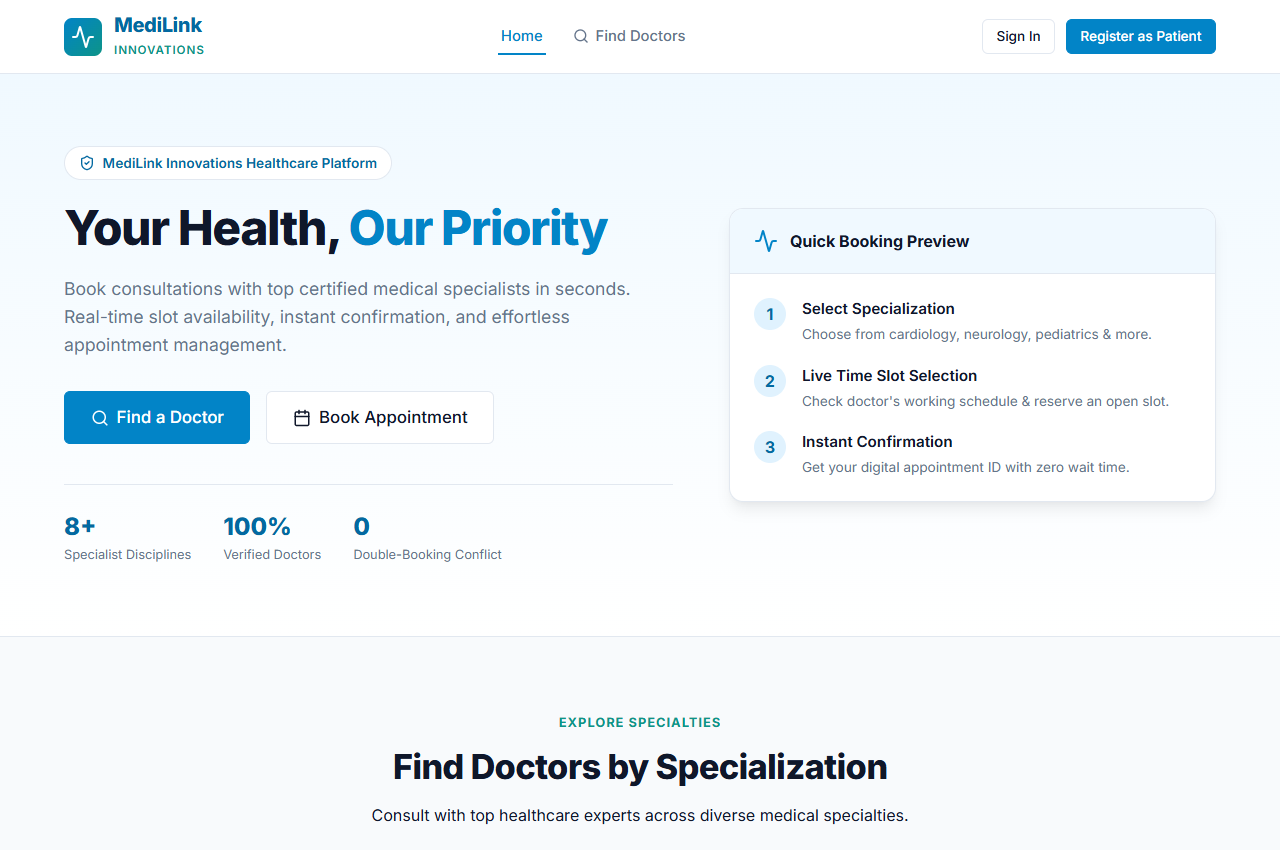 MediLink
INNOVATIONS
Home
Find Doctors
Sign In
Register as Patient
MediLink Innovations Healthcare Platform
Your Health, Our Priority
Book consultations with top certified medical specialists in seconds.
Real-time slot availability, instant confirmation, and effortless
appointment management.
Find a Doctor
Book Appointment
8+
Specialist Disciplines
100%
Verified Doctors
0
Double-Booking Conflict
Quick Booking Preview
1
Select Specialization
Choose from cardiology, neurology, pediatrics & more.
2
Live Time Slot Selection
Check doctor's working schedule & reserve an open slot.
3
Instant Confirmation
Get your digital appointment ID with zero wait time.
EXPLORE SPECIALTIES
Find Doctors by Specialization
Consult with top healthcare experts across diverse medical specialties.